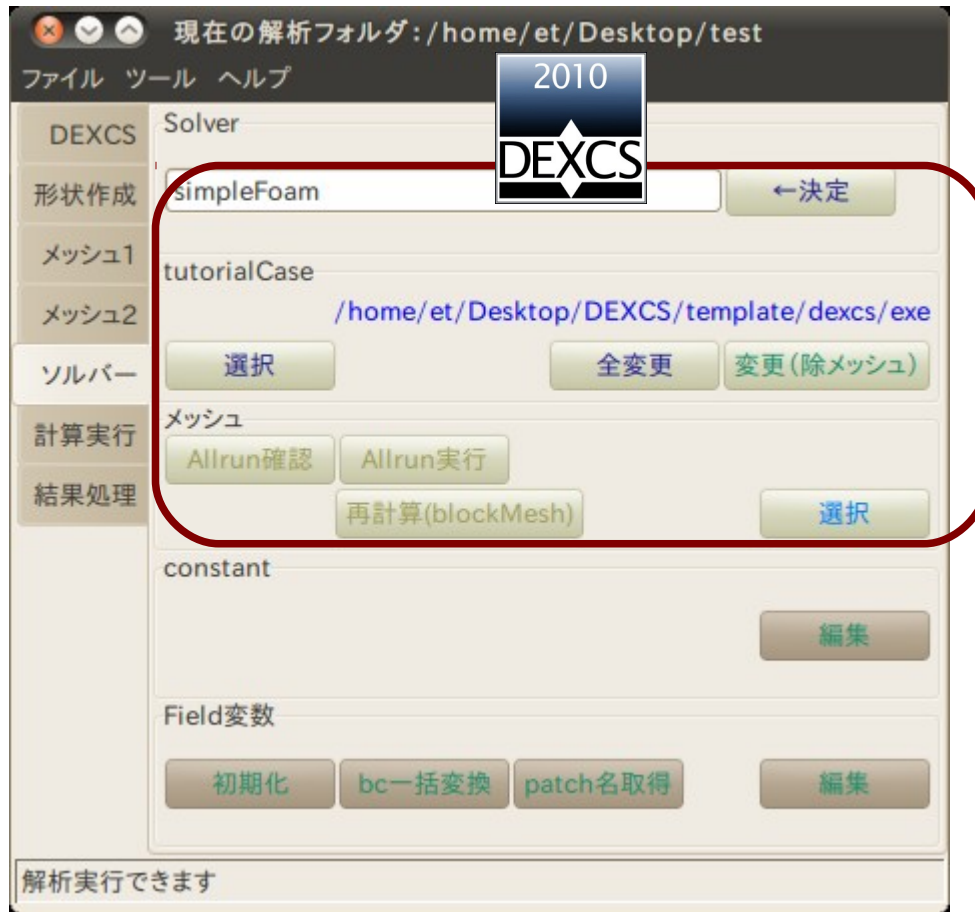 現在の解析フォルダ:/home/et/Desktop/test
ファイル ツール ヘルプ
2010
DEXCS
DEXCS
形状作成
メッシュ1
メッシュ2
ソルバー
計算実行
結果処理
Solver
simpleFoam
←決定
tutorialCase
/home/et/Desktop/DEXCS/template/dexcs/exe
選択 全変更 変更(除メッシュ)
メッシュ
Allrun確認 Allrun実行
再計算(blockMesh) 選択
constant
編集
Field変数
初期化 bc一括変換 patch名取得 編集
解析実行できます